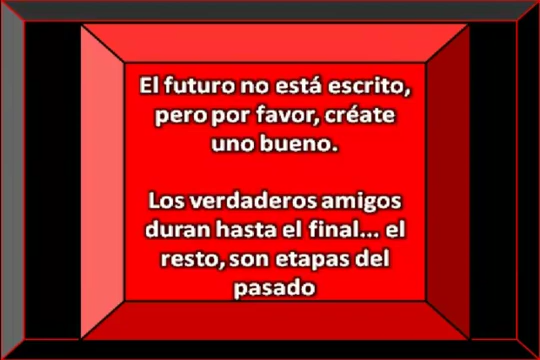 El futuro no está escrito,
pero por favor, créate
uno bueno.
Los verdaderos amigos
duran hasta el final... el
resto, son etapas del
pasado